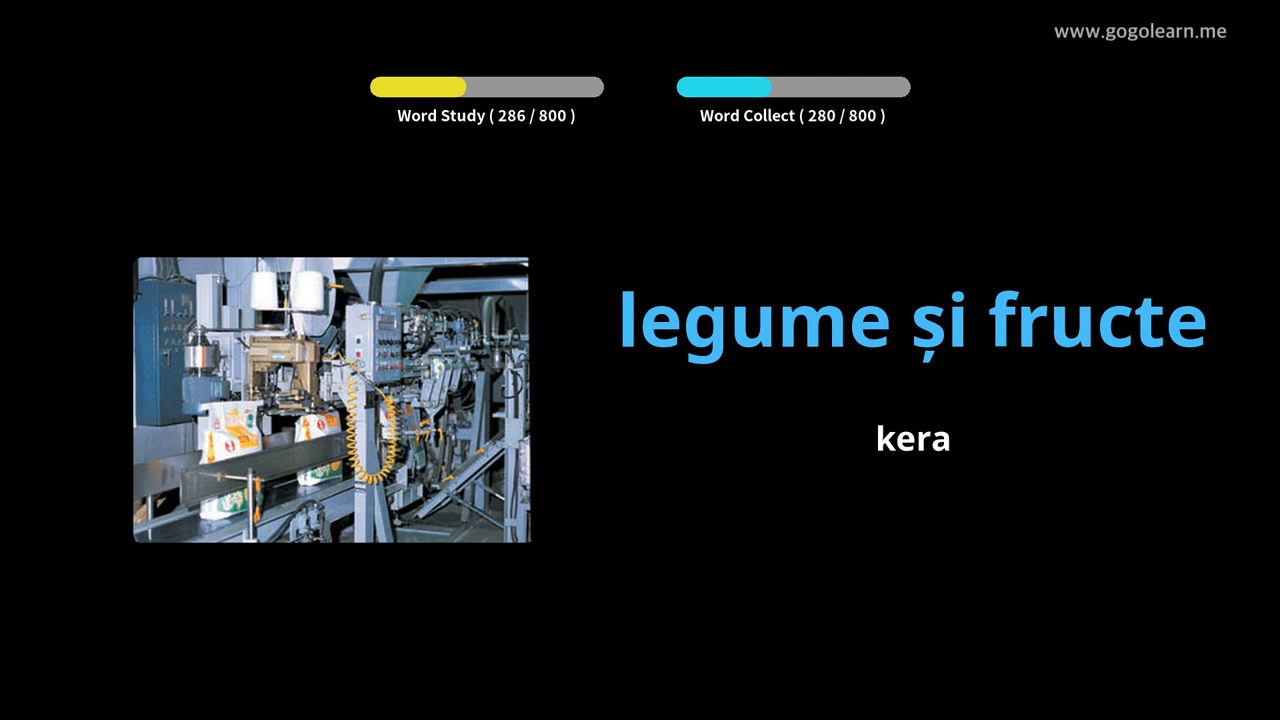 www.gogolearn.me
Word Study ( 286 / 800 )
Word Collect ( 280 / 800 )
legume și fructe
kera